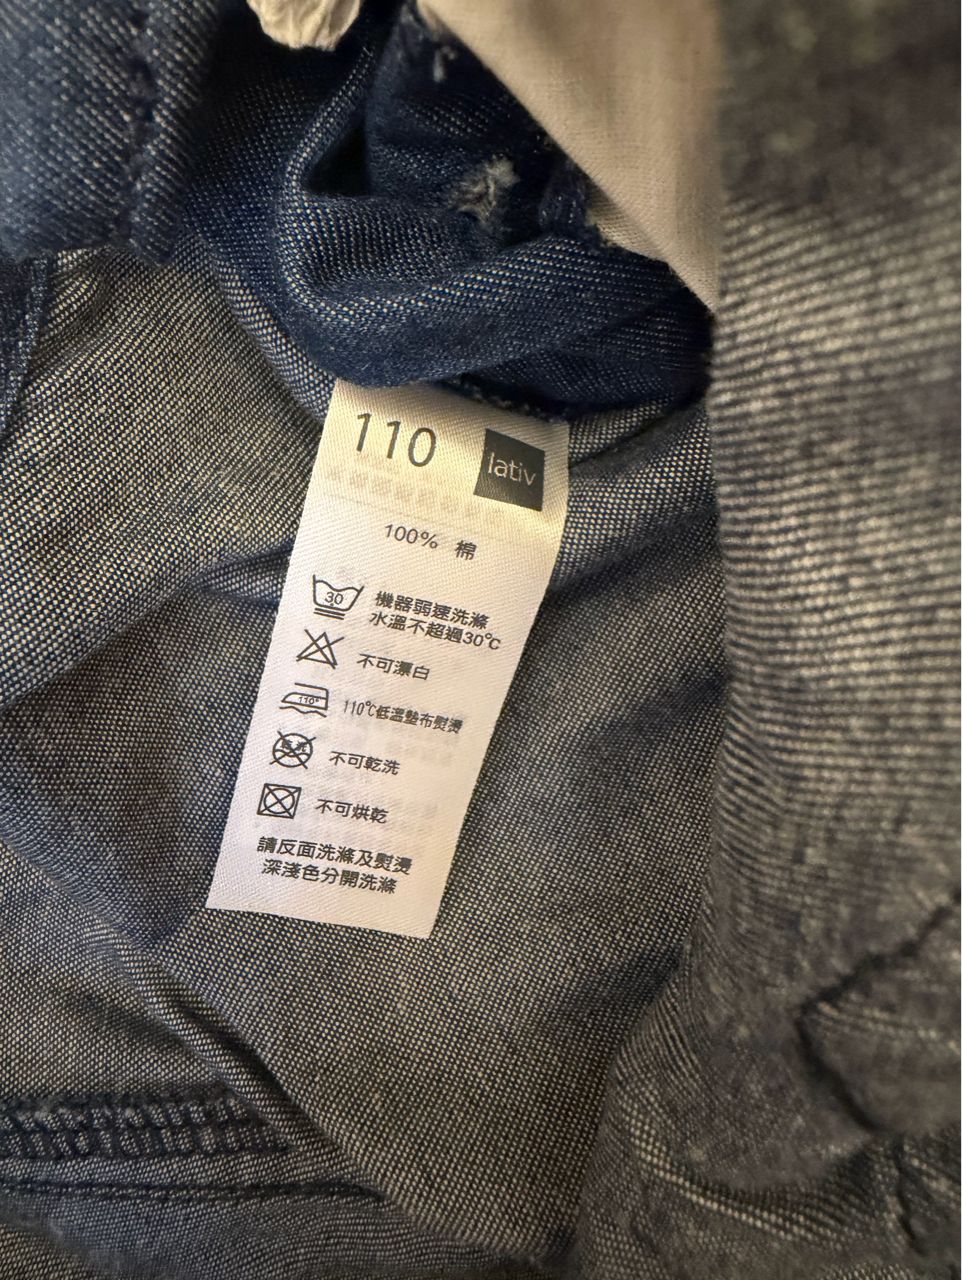 110
lativ
100% 棉
30
機器弱速洗滌
水溫不超過30℃
不可漂白
110°
110℃低溫墊布熨燙
不可乾洗
不可烘乾
請反面洗滌及熨燙
深淺色分開洗滌